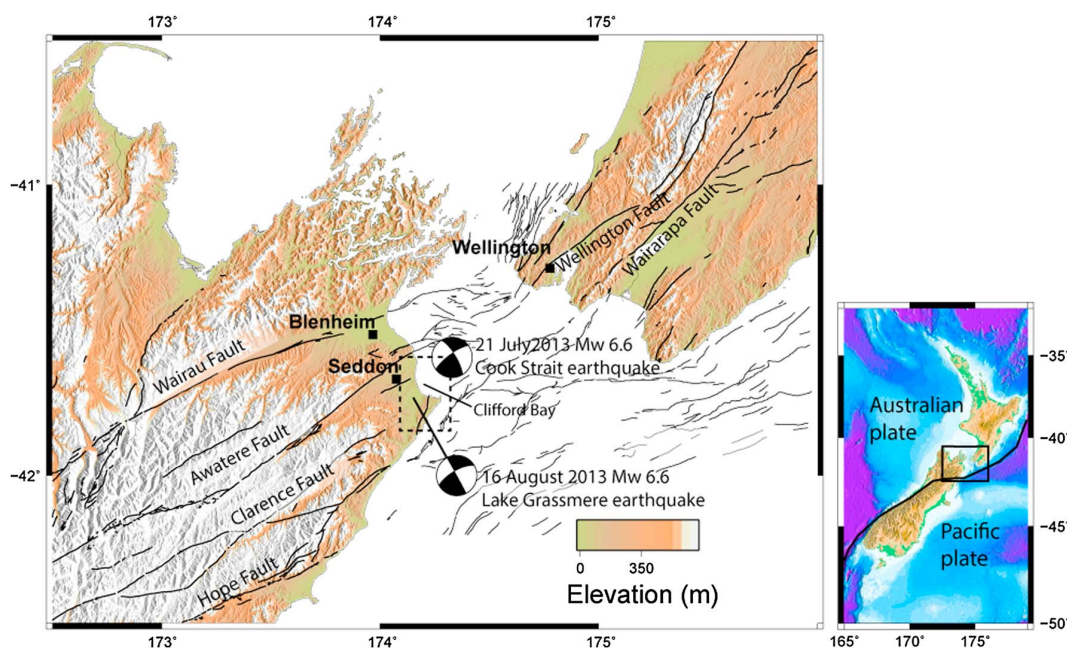 173°
174°
175°
−41°
−42°
Wellington
Wellington Fault
Wairarapa Fault
Blenheim
Wairau Fault
Seddon
21 July2013 Mw 6.6
Cook Strait earthquake
Clifford Bay
Awatere Fault
16 August 2013 Mw 6.6
Lake Grassmere earthquake
Clarence Fault
Hope Fault
0
350
Elevation (m)
173°
174°
175°
Australian
plate
Pacific
plate
−35°
−40°
−45°
−50°
165°
170°
175°